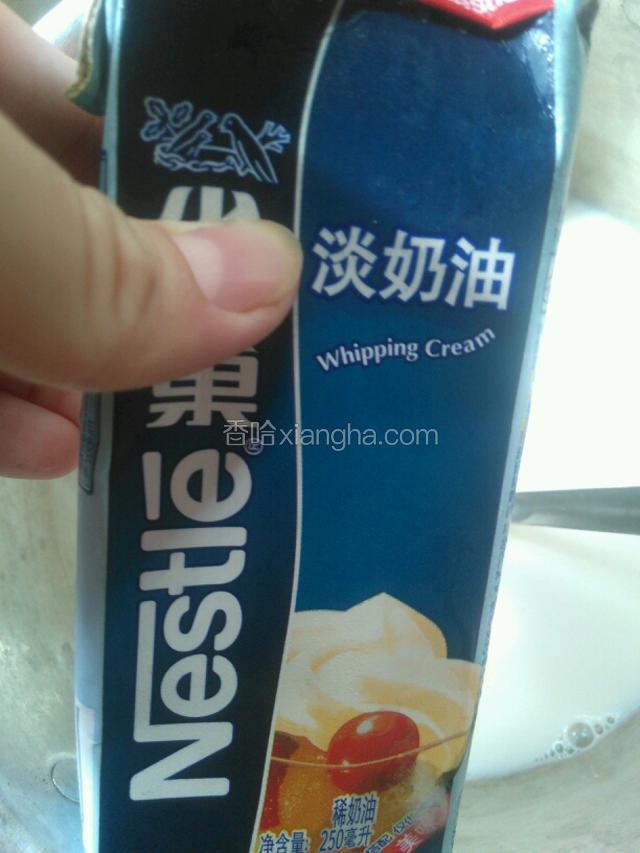 淡奶油
Whipping Cream
巢
Nestlé
香哈xiangha.com
稀奶油
净含量: 250毫升